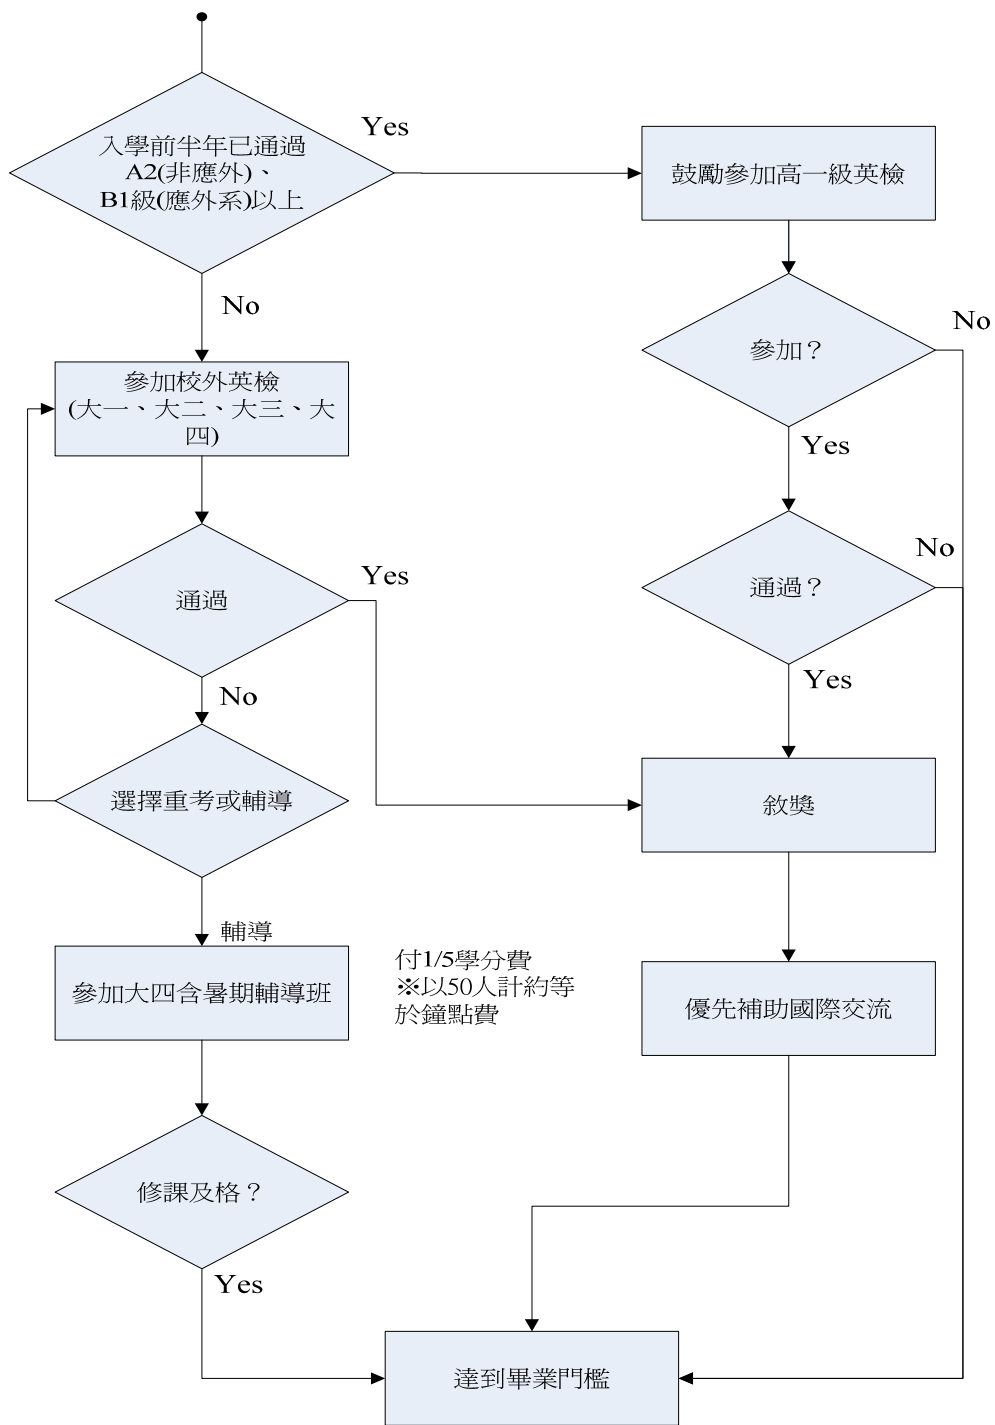 入學前半年已通過
A2(非應外)、
B1級(應外系)以上
Yes
鼓勵參加高一級英檢
No
參加？
No
參加校外英檢
(大一、大二、大三、大
四)
Yes
通過？
No
Yes
通過
Yes
No
選擇重考或輔導
敘獎
輔導
參加大四含暑期輔導班
付1/5學分費
※以50人計約等
於鐘點費
優先補助國際交流
修課及格？
Yes
達到畢業門檻